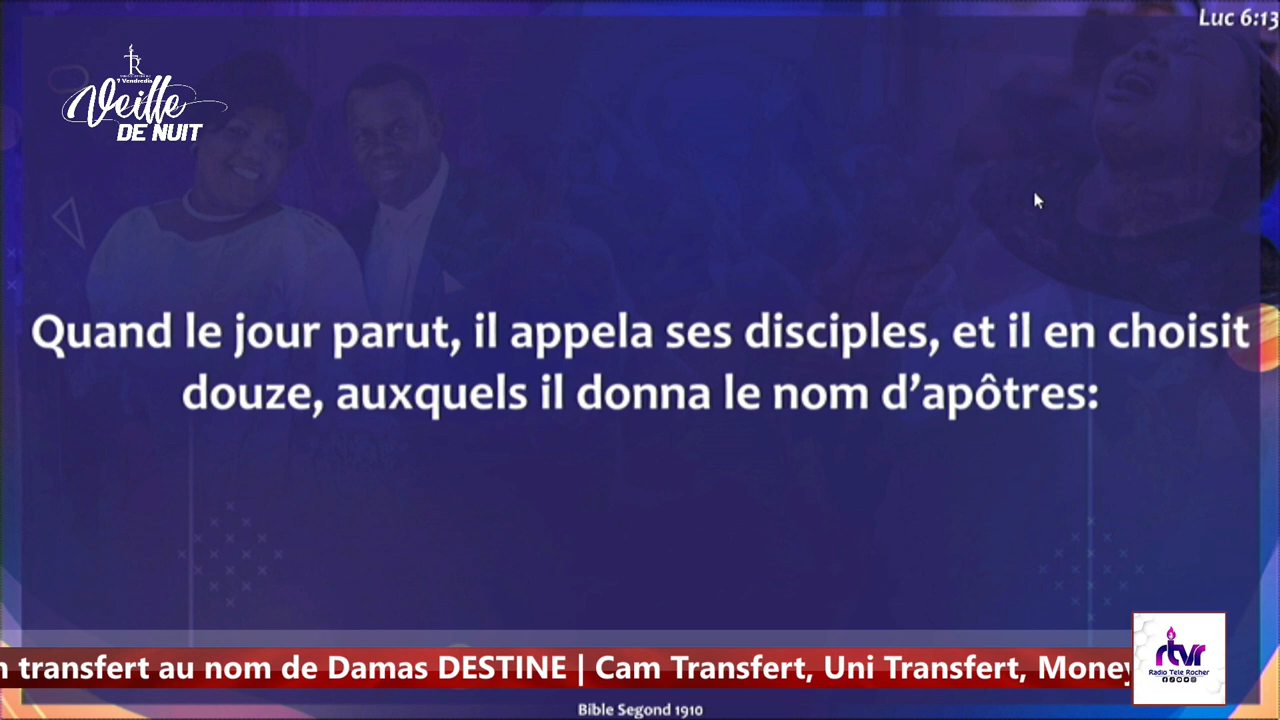 Luc 6:13
7 Vendredis
Veille
DE NUIT
Quand le jour parut, il appela ses disciples, et il en choisit
douze, auxquels il donna le nom d’apôtres:
transfert au nom de Damas DESTINE | Cam Transfert, Uni Transfert, Money
rtvr
Radio Tele Rocher
Bible Segond 1910